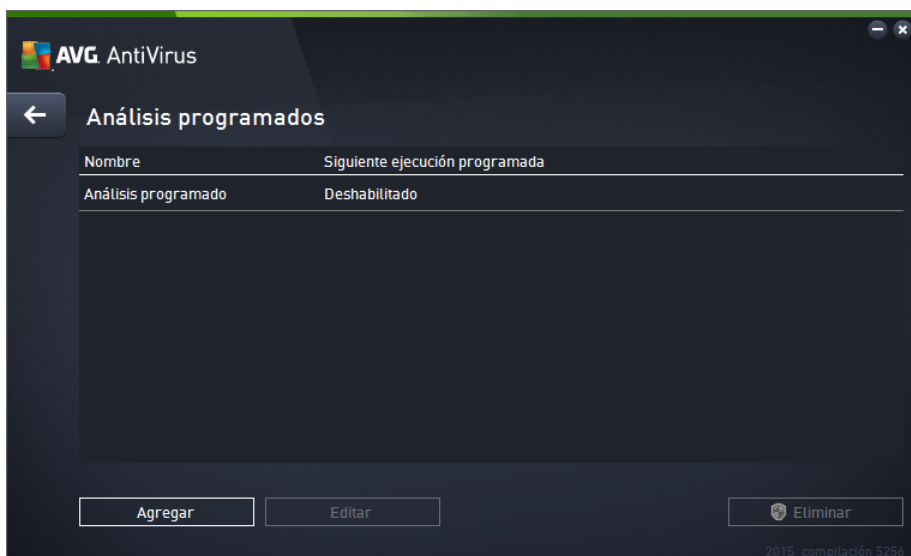 AVG. AntiVirus
Análisis programados
Nombre Siguiente ejecución programada
Análisis programado Deshabilitado
Agregar Editar Eliminar
2015 compilación 5256